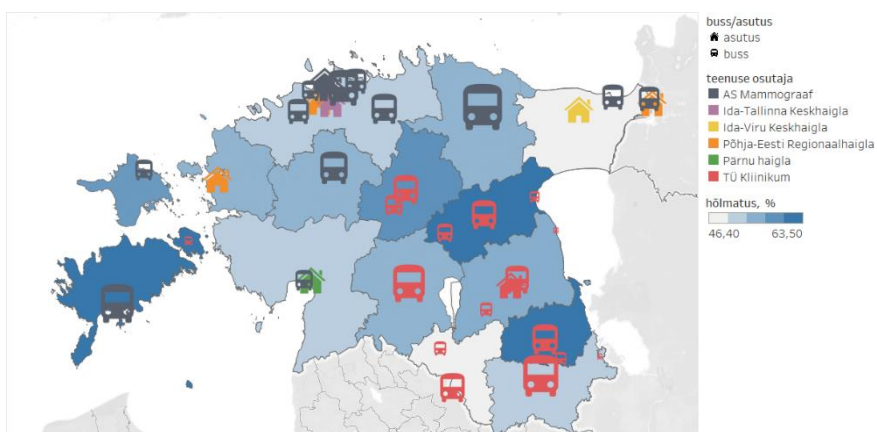 buss/asutus
asutus
buss
teenuse osutaja
AS Mammograaf
Ida-Tallinna Keskhaigla
Ida-Viru Keskhaigla
Põhja-Eesti Regionaalhaigla
Pärnu haigla
TÜ Kliinikum
hõlmatus, %
46,40 63,50